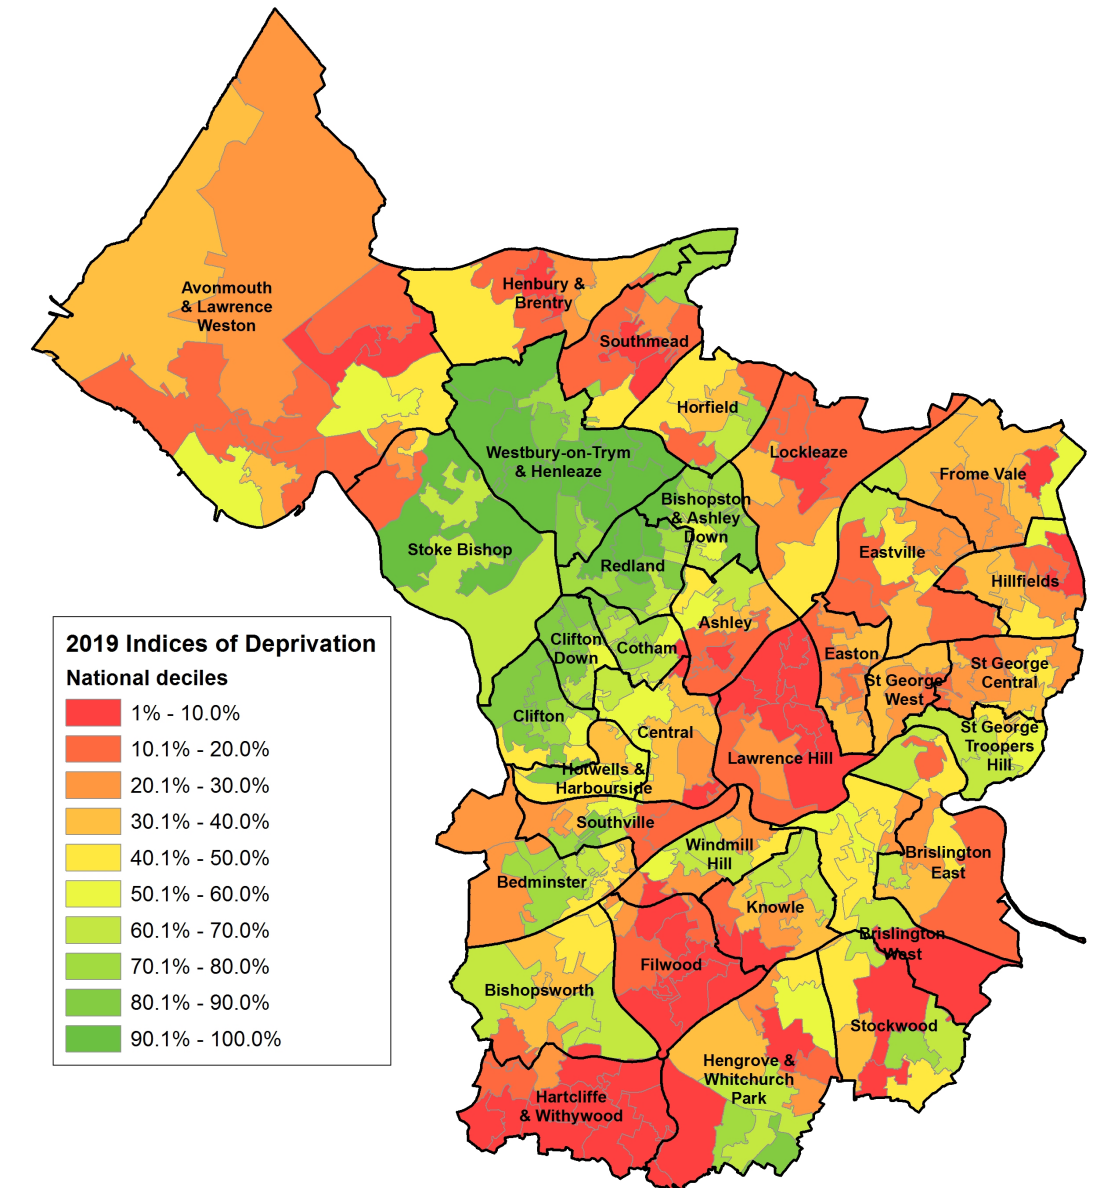 Avonmouth
& Lawrence
Weston
Henbury &
Brentry
Southmead
Horfield
Lockleaze
Westbury-on-Trym
& Henleaze
Frome Vale
Bishopston
& Ashley
Down
Stoke Bishop
Eastville
Redland
Hillfields
Ashley
Clifton
Down
Cotham
Easton
St George
Central
St George
West
Clifton
Central
St George
Troopers
Hill
Lawrence Hill
Hotwells &
Harbourside
Southville
Windmill
Hill
Brislington
East
Bedminster
Knowle
Brislington
West
Filwood
Bishopsworth
Stockwood
Hengrove &
Whitchurch
Park
Hartcliffe
& Withywood
2019 Indices of Deprivation
National deciles
1% - 10.0%
10.1% - 20.0%
20.1% - 30.0%
30.1% - 40.0%
40.1% - 50.0%
50.1% - 60.0%
60.1% - 70.0%
70.1% - 80.0%
80.1% - 90.0%
90.1% - 100.0%